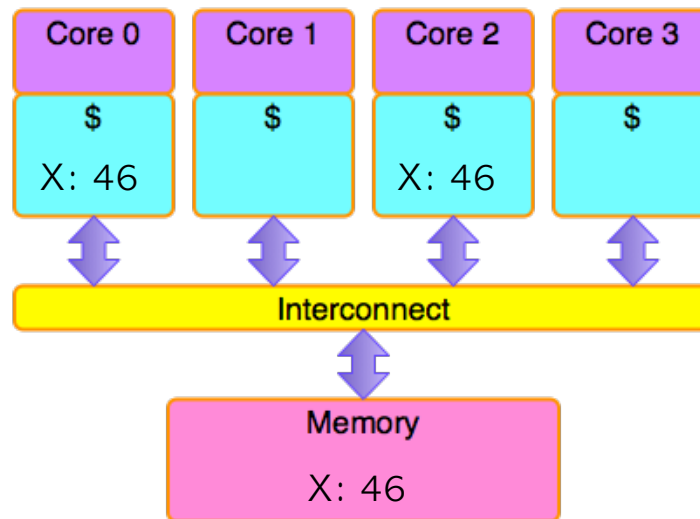 Core 0 Core 1 Core 2 Core 3
$ $ $ $
X: 46 X: 46
Interconnect
Memory
X: 46